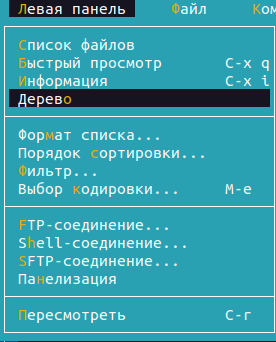 Левая панель Файл Ком
Список файлов
Быстрый просмотр C-x q
Информация C-x i
Дерево
Формат списка...
Порядок сортировки...
Фильтр...
Выбор кодировки... M-e
FTP-соединение...
Shell-соединение...
SFTP-соединение...
Панелизация
Пересмотреть C-r